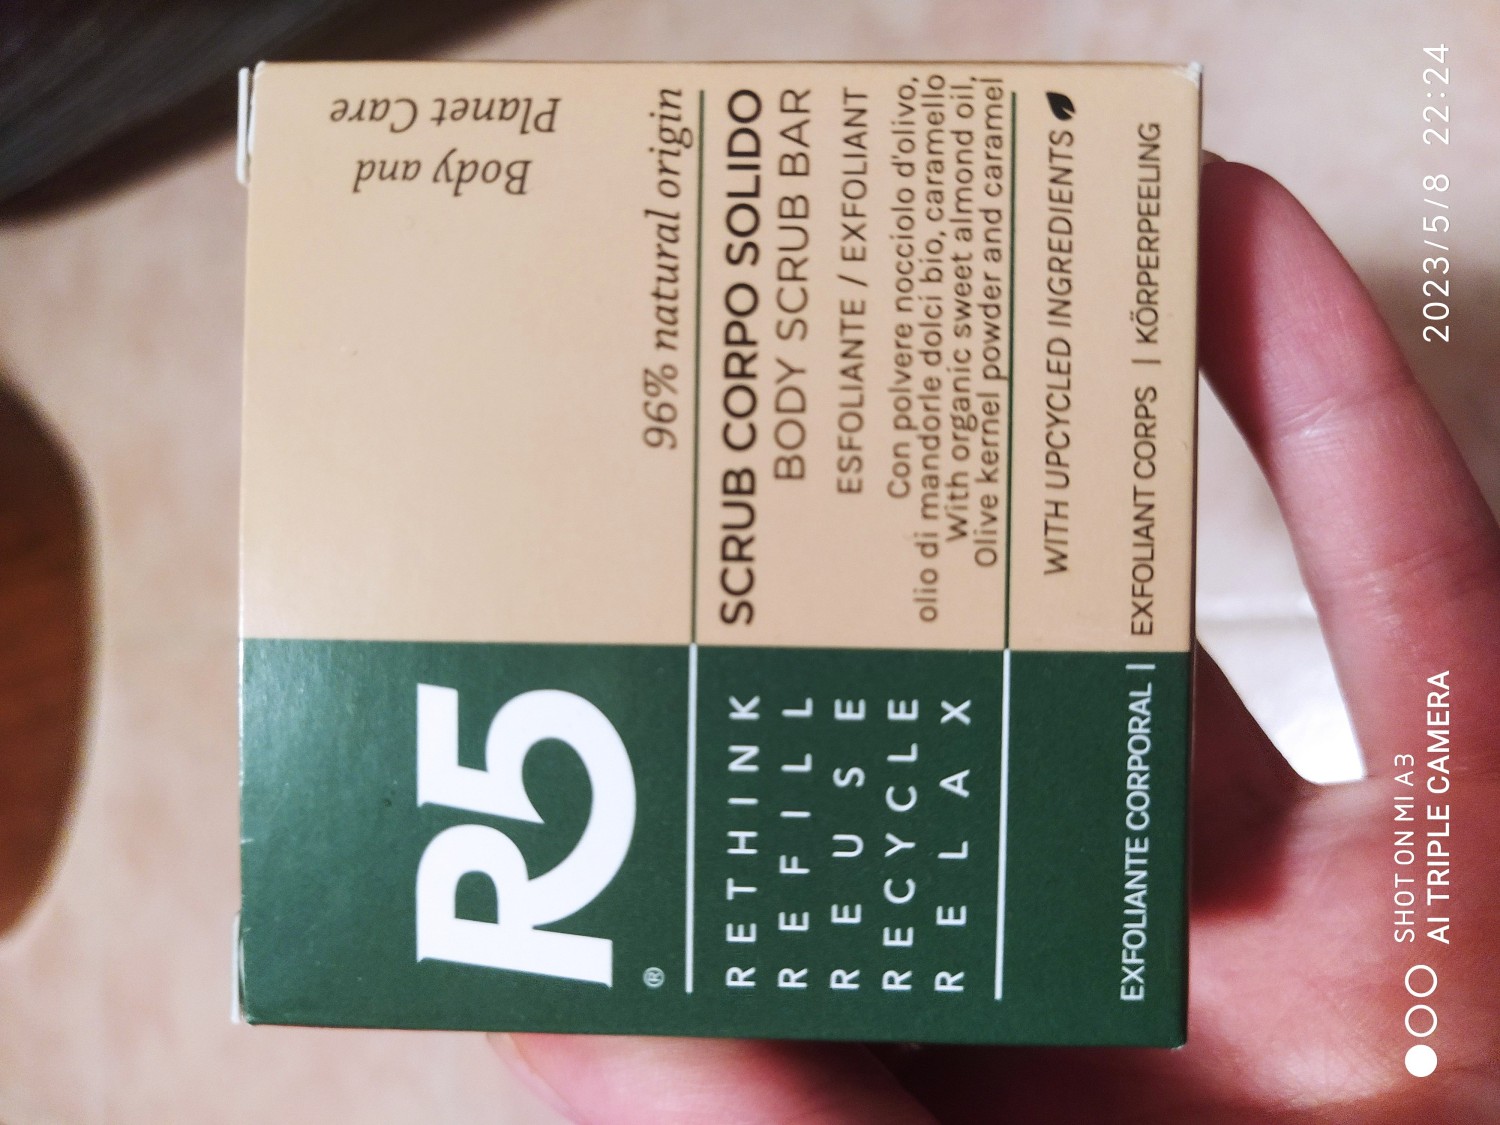 R5
®
RETHINK
REFILL
REUSE
RECYCLE
RELAX
Body and
Planet Care
96% natural origin
SCRUB CORPO SOLIDO
BODY SCRUB BAR
ESFOLIANTE / EXFOLIANT
Con polvere nocciolo d'olivo,
olio di mandorle dolci bio, caramello
With organic sweet almond oil,
Olive kernel powder and caramel
WITH UPCYCLED INGREDIENTS
EXFOLIANTE CORPORAL | EXFOLIANT CORPS | KÖRPERPEELING
SHOT ON MI A3
AI TRIPLE CAMERA
2023/5/8 22:24